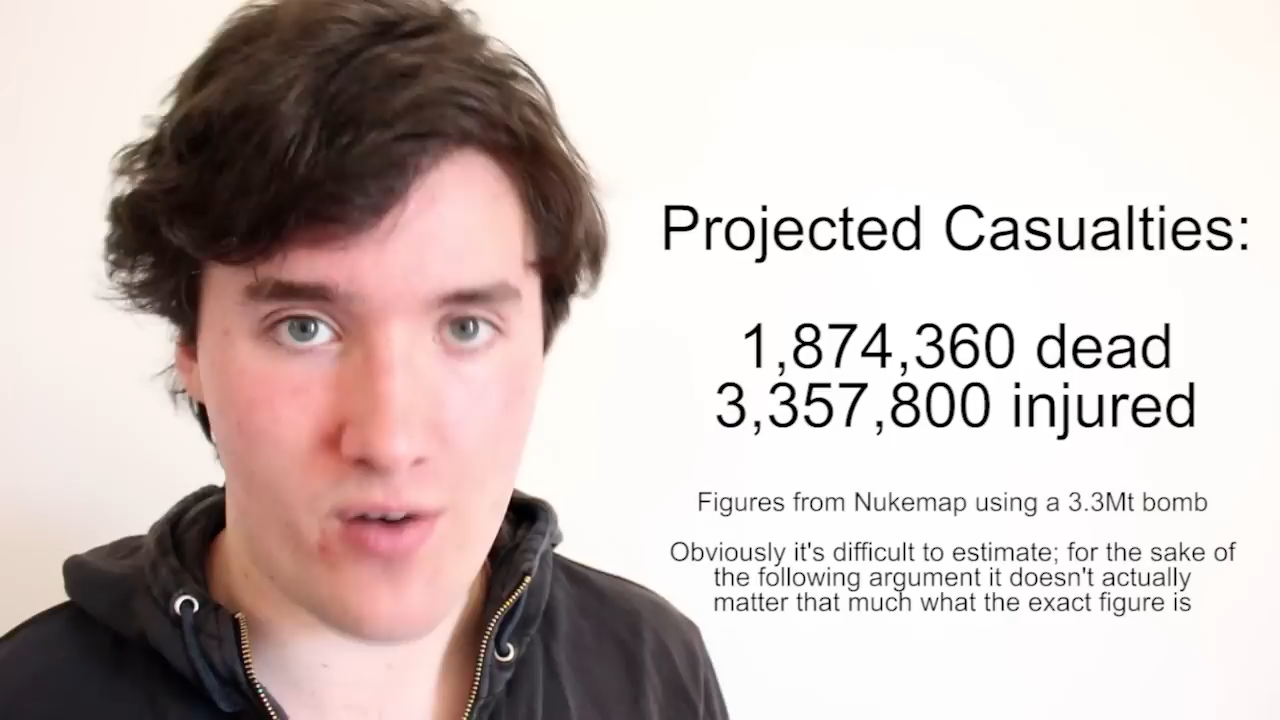 Projected Casualties:
1,874,360 dead
3,357,800 injured
Figures from Nukemap using a 3.3Mt bomb
Obviously it's difficult to estimate; for the sake of
the following argument it doesn't actually
matter that much what the exact figure is